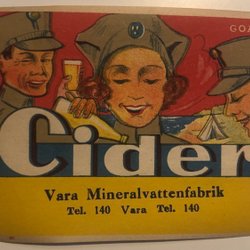 Cider
Vara Mineralvattenfabrik
Tel. 140 Vara Tel. 140